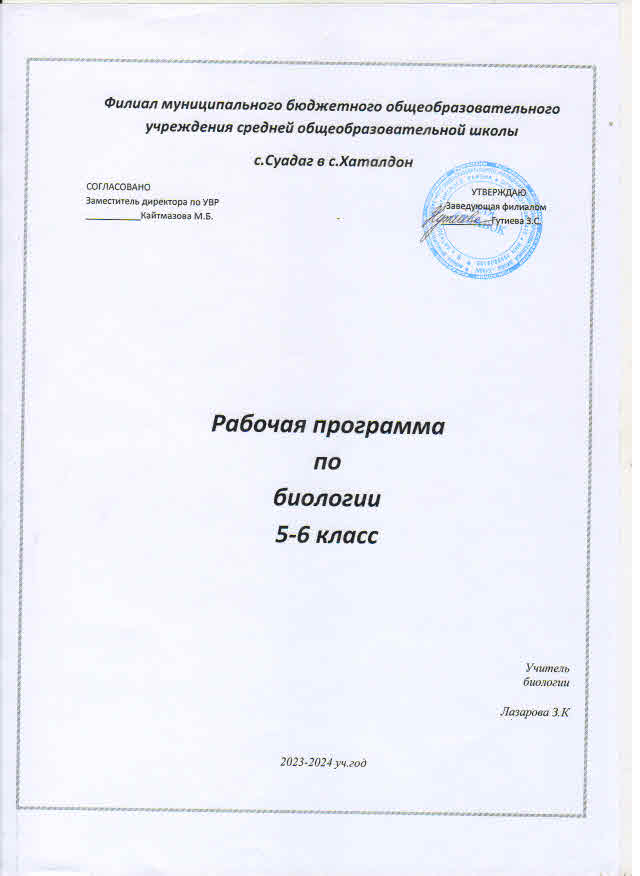 Филиал муниципального бюджетного общеобразовательного
учреждения средней общеобразовательной школы
с.Суадаг в с.Хаталдон
СОГЛАСОВАНО
УТВЕРЖДАЮ
Заместитель директора по УВР
Заведующая филиалом
___________Кайтмазова М.Б.
Гутиева З.С.
Рабочая программа
по
биологии
5-6 класс
Учитель
биологии
Лазарова З.К
2023-2024 уч.год